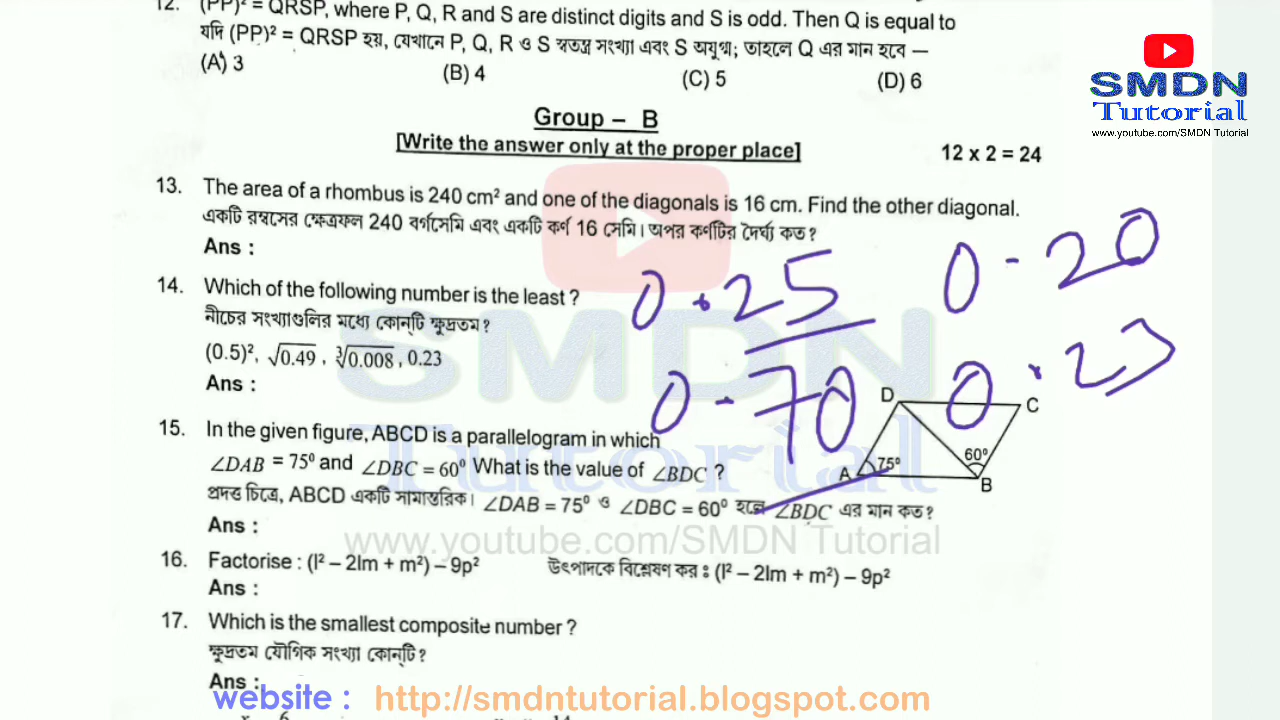 12. (PP)² = QRSP, where P, Q, R and S are distinct digits and S is odd. Then Q is equal to
যদি (PP)² = QRSP হয়, যেখানে P, Q, R ও S স্বতন্ত্র সংখ্যা এবং S অযুগ্ম; তাহলে Q এর মান হবে —
(A) 3 (B) 4 (C) 5 (D) 6
SMDN
Tutorial
www.youtube.com/SMDN Tutorial
Group – B
[Write the answer only at the proper place] 12 x 2 = 24
13. The area of a rhombus is 240 cm² and one of the diagonals is 16 cm. Find the other diagonal.
একটি রম্বসের ক্ষেত্রফল 240 বর্গসেমি এবং একটি কর্ণ 16 সেমি। অপর কর্ণটির দৈর্ঘ্য কত?
Ans :
14. Which of the following number is the least ?
নীচের সংখ্যাগুলির মধ্যে কোন্‌টি ক্ষুদ্রতম?
(0.5)², √0.49 , ∛0.008 , 0.23
Ans :
0.25 0.20
0.70 0.23
15. In the given figure, ABCD is a parallelogram in which
∠DAB = 75⁰ and ∠DBC = 60⁰ What is the value of ∠BDC ?
প্রদত্ত চিত্রে, ABCD একটি সামান্তরিক। ∠DAB = 75⁰ ও ∠DBC = 60⁰ হলে ∠BDC এর মান কত?
Ans :
D C
75⁰ 60⁰
A B
SMDN
Tutorial
www.youtube.com/SMDN Tutorial
16. Factorise : (l² – 2lm + m²) – 9p² উৎপাদকে বিশ্লেষণ কর : (l² – 2lm + m²) – 9p²
Ans :
17. Which is the smallest composite number ?
ক্ষুদ্রতম যৌগিক সংখ্যা কোন্‌টি?
Ans :
website : http://smdntutorial.blogspot.com